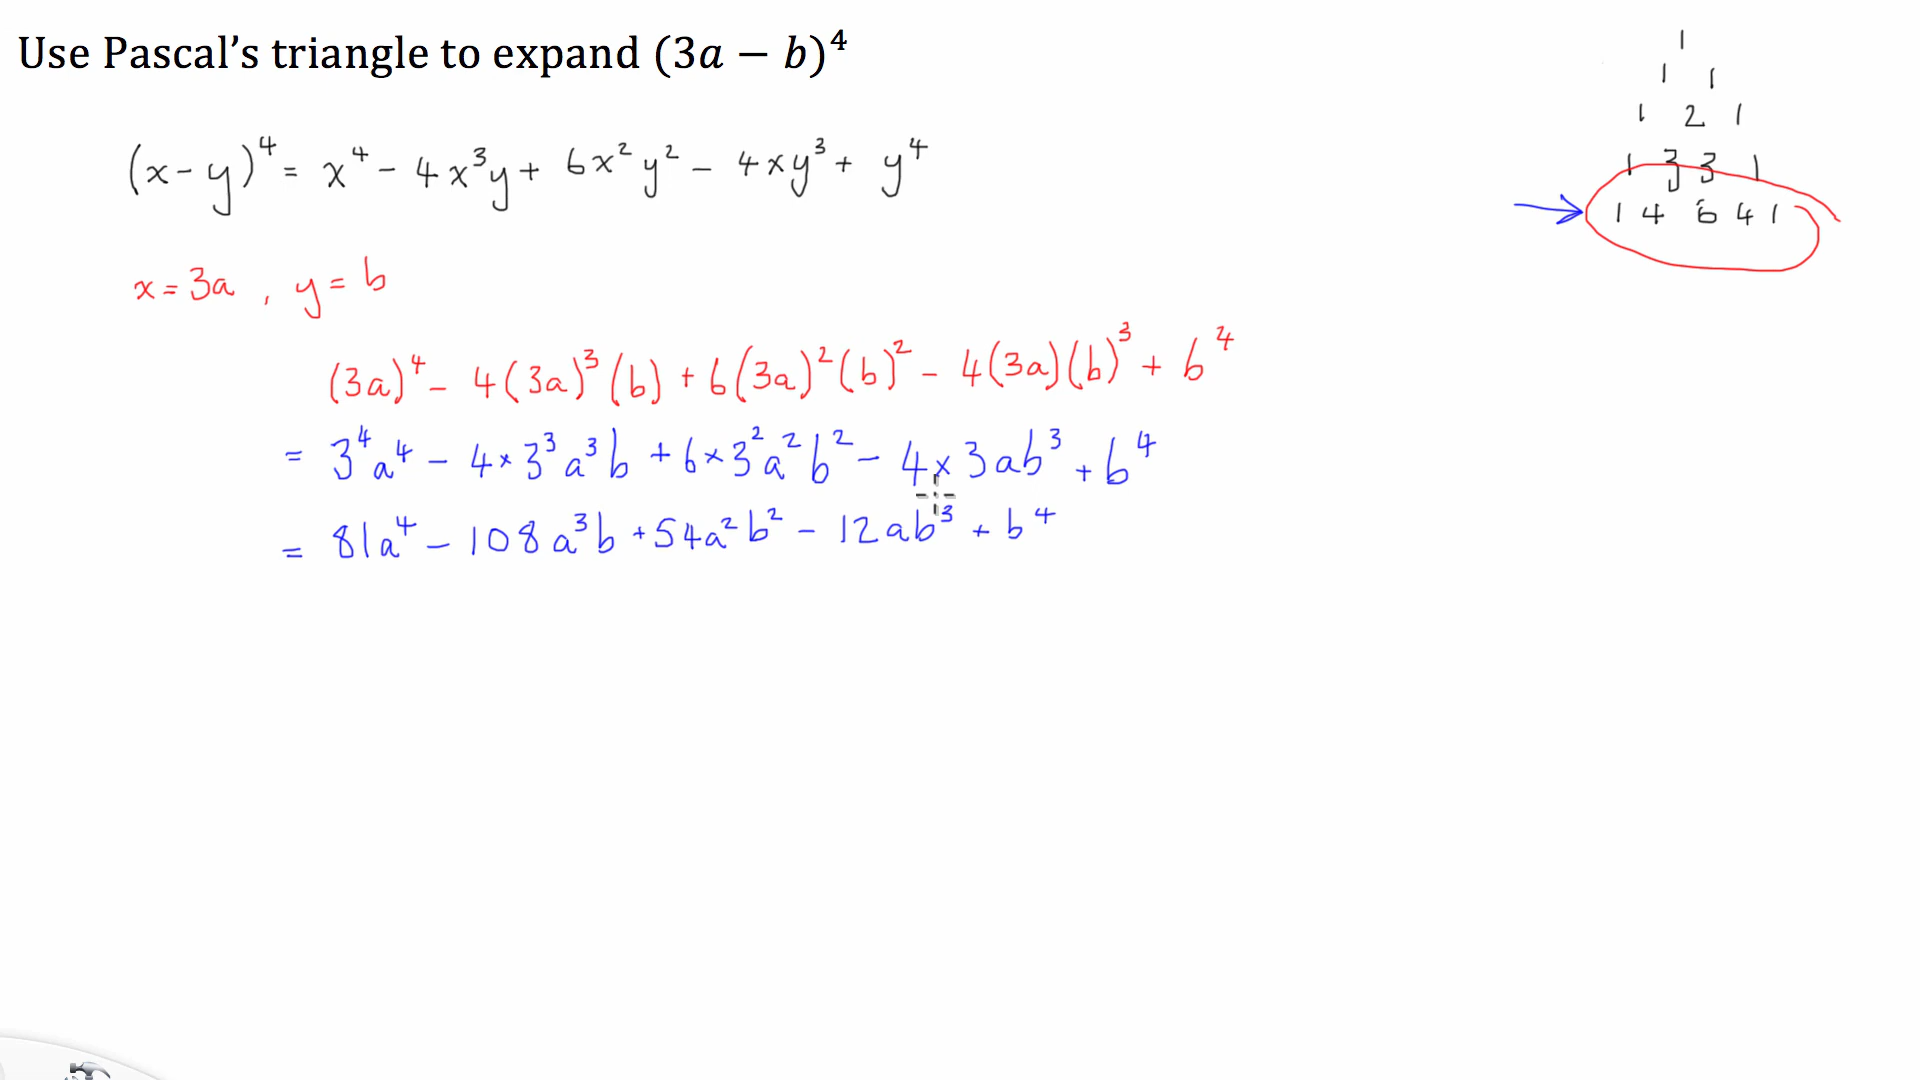 Use Pascal's triangle to expand (3a − b)⁴
1
1 1
1 2 1
1 3 3 1
1 4 6 4 1
(x-y)⁴ = x⁴ - 4x³y + 6x²y² - 4xy³ + y⁴
x = 3a , y = b
(3a)⁴ - 4(3a)³(b) + 6(3a)²(b)² - 4(3a)(b)³ + b⁴
= 3⁴a⁴ - 4×3³a³b + 6×3²a²b² - 4×3ab³ + b⁴
= 81a⁴ - 108a³b + 54a²b² - 12ab³ + b⁴